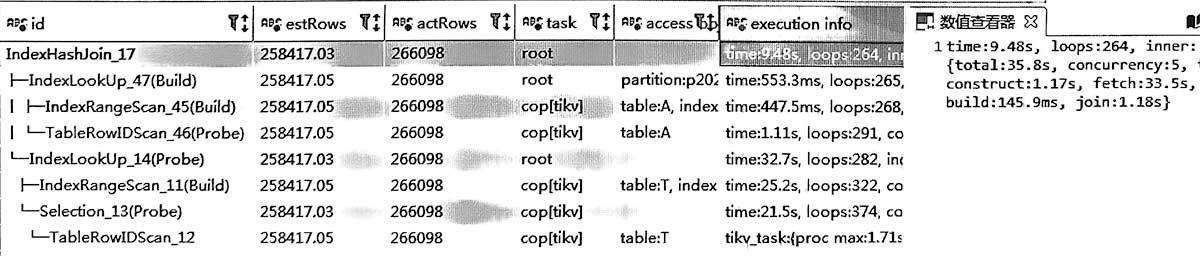 id estRows actRows task access execution info 数值查看器
IndexHashJoin_17 258417.03 266098 root time:9.48s, loops:264, inner:
├─IndexLookUp_47(Build) 258417.05 266098 root partition:p202 time:553.3ms, loops:265,
| ├─IndexRangeScan_45(Build) 258417.05 266098 cop[tikv] table:A, index time:447.5ms, loops:268,
| └─TableRowIDScan_46(Probe) 258417.05 266098 cop[tikv] table:A time:1.11s, loops:291, co
└─IndexLookUp_14(Probe) 258417.03 266098 root time:32.7s, loops:282, ind
├─IndexRangeScan_11(Build) 258417.05 266098 cop[tikv] table:T, index time:25.2s, loops:322, co
└─Selection_13(Probe) 258417.03 266098 cop[tikv] time:21.5s, loops:374, co
└─TableRowIDScan_12 258417.05 266098 cop[tikv] table:T tikv_task:{proc max:1.71s
1 time:9.48s, loops:264, inner:
{total:35.8s, concurrency:5, t
construct:1.17s, fetch:33.5s,
build:145.9ms, join:1.18s}